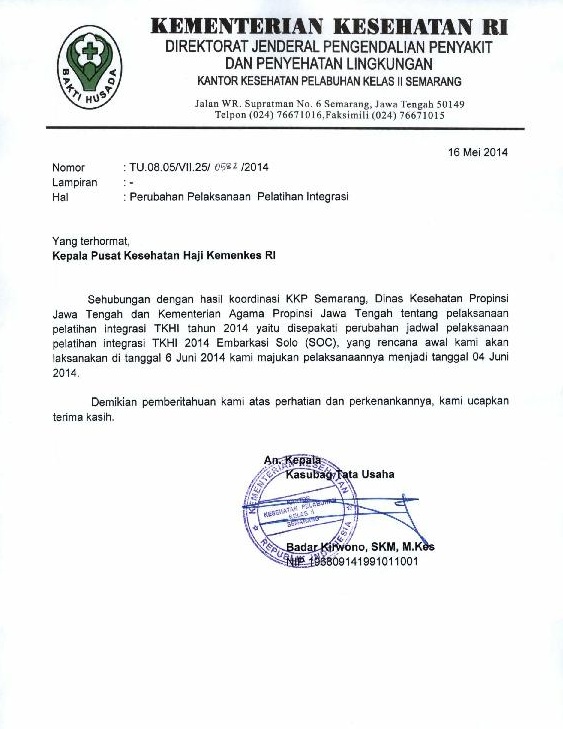 KEMENTERIAN KESEHATAN RI
DIREKTORAT JENDERAL PENGENDALIAN PENYAKIT
DAN PENYEHATAN LINGKUNGAN
KANTOR KESEHATAN PELABUHAN KELAS II SEMARANG
Jalan WR. Supratman No. 6 Semarang, Jawa Tengah 50149
Telpon (024) 76671016,Faksimili (024) 76671015
BAKTI HUSADA
16 Mei 2014
Nomor : TU.08.05/VII.25/ 0582 /2014
Lampiran : -
Hal : Perubahan Pelaksanaan Pelatihan Integrasi
Yang terhormat,
Kepala Pusat Kesehatan Haji Kemenkes RI
Sehubungan dengan hasil koordinasi KKP Semarang, Dinas Kesehatan Propinsi
Jawa Tengah dan Kementerian Agama Propinsi Jawa Tengah tentang pelaksanaan
pelatihan integrasi TKHI tahun 2014 yaitu disepakati perubahan jadwal pelaksanaan
pelatihan integrasi TKHI 2014 Embarkasi Solo (SOC), yang rencana awal kami akan
laksanakan di tanggal 6 Juni 2014 kami majukan pelaksanaannya menjadi tanggal 04 Juni
2014.
Demikian pemberitahuan kami atas perhatian dan perkenankannya, kami ucapkan
terima kasih.
An. Kepala
Kasubag Tata Usaha
KEMENTERIAN KESEHATAN
KANTOR
KESEHATAN PELABUHAN
KELAS II
SEMARANG
REPUBLIK INDONESIA
Badar Kirwono, SKM, M.Kes
NIP 196809141991011001